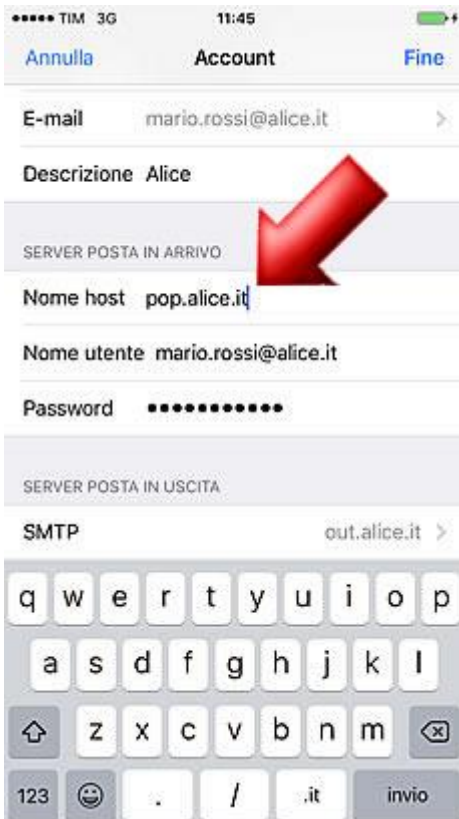 TIM 3G 11:45
Annulla Account Fine
E-mail mario.rossi@alice.it
Descrizione Alice
SERVER POSTA IN ARRIVO
Nome host pop.alice.it
Nome utente mario.rossi@alice.it
Password ●●●●●●●●●●●
SERVER POSTA IN USCITA
SMTP out.alice.it
q w e r t y u i o p
a s d f g h j k l
z x c v b n m
123 . / .it invio